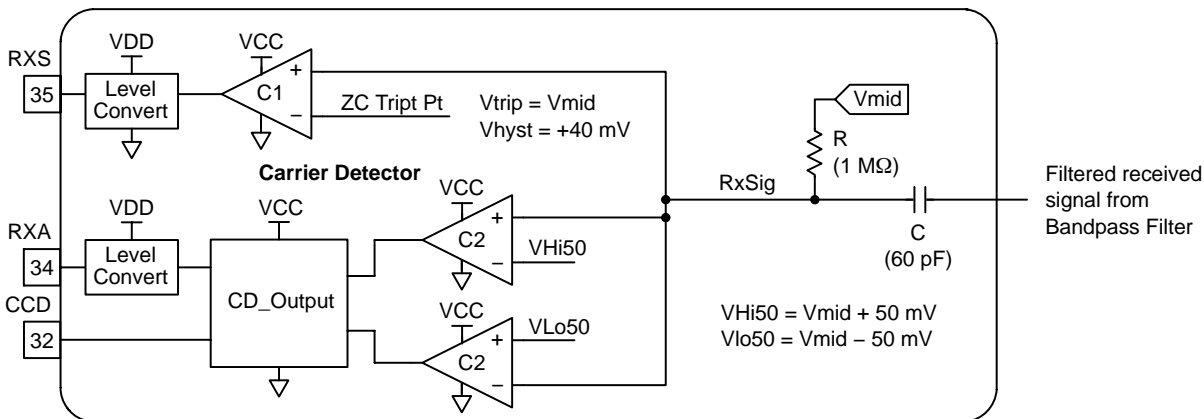 RXS
35
VDD
Level
Convert
VCC
C1
+
−
ZC Tript Pt
Vtrip = Vmid
Vhyst = +40 mV
Vmid
R
(1 MΩ)
Carrier Detector
RxSig
C
(60 pF)
Filtered received
signal from
Bandpass Filter
RXA
34
VDD
Level
Convert
CCD
32
VCC
CD_Output
VCC
C2
+
−
VHi50
VCC
C2
+
−
VLo50
VHi50 = Vmid + 50 mV
Vlo50 = Vmid − 50 mV